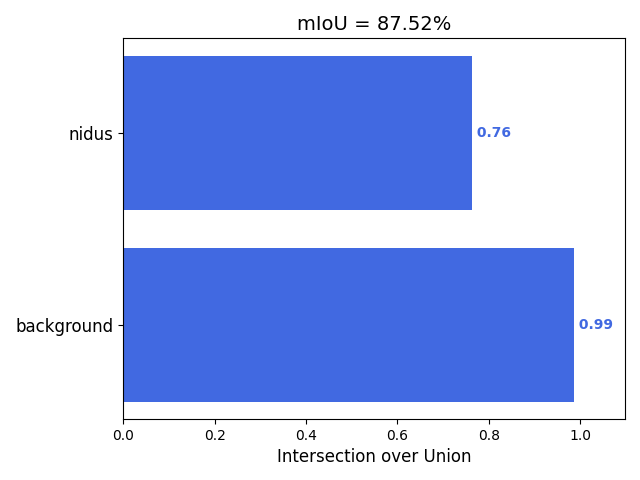 mIoU = 87.52%
nidus
0.76
background
0.99
0.0 0.2 0.4 0.6 0.8 1.0
Intersection over Union